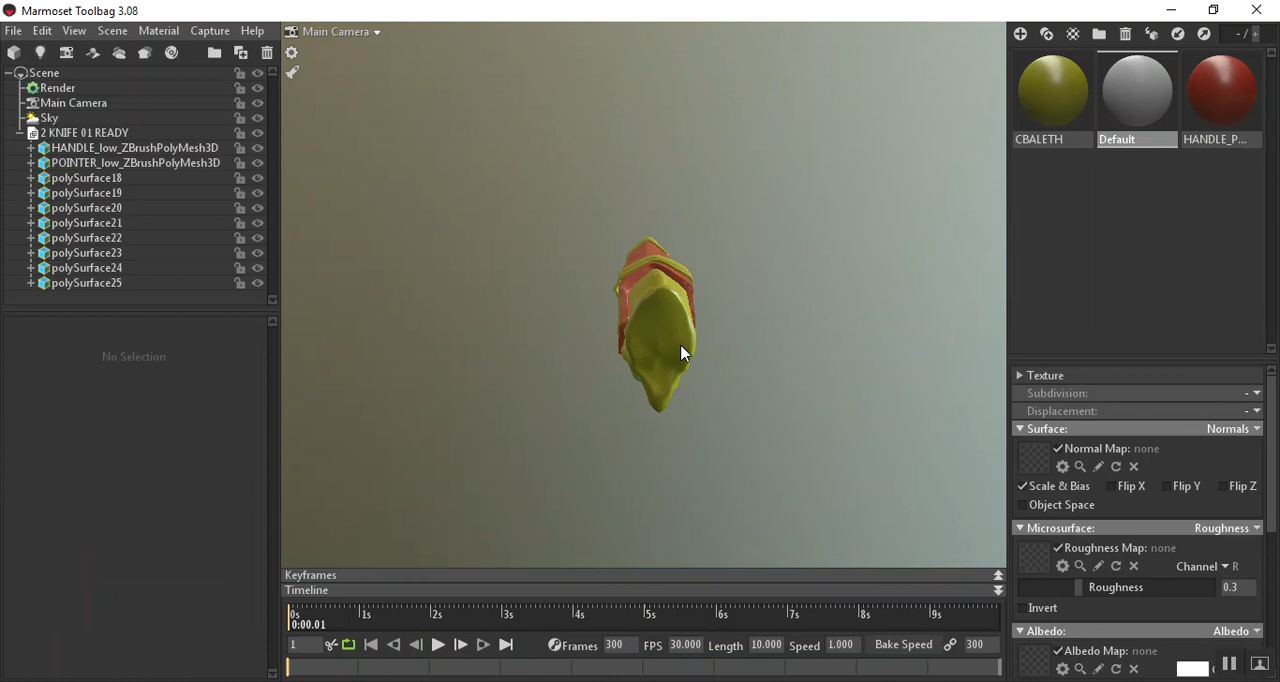 Marmoset Toolbag 3.08
File Edit View Scene Material Capture Help
Main Camera
- / +
Scene
Render
Main Camera
Sky
2 KNIFE 01 READY
HANDLE_low_ZBrushPolyMesh3D
POINTER_low_ZBrushPolyMesh3D
polySurface18
polySurface19
polySurface20
polySurface21
polySurface22
polySurface23
polySurface24
polySurface25
No Selection
CBALETH Default HANDLE_P...
Texture
Subdivision: -
Displacement: -
Surface: Normals
Normal Map: none
Scale & Bias Flip X Flip Y Flip Z
Object Space
Microsurface: Roughness
Roughness Map: none
Channel R
Roughness 0.3
Invert
Albedo: Albedo
Albedo Map: none
Keyframes
Timeline
0s 1s 2s 3s 4s 5s 6s 7s 8s 9s
0:00.01
1 Frames 300 FPS 30.000 Length 10.000 Speed 1.000 Bake Speed 300